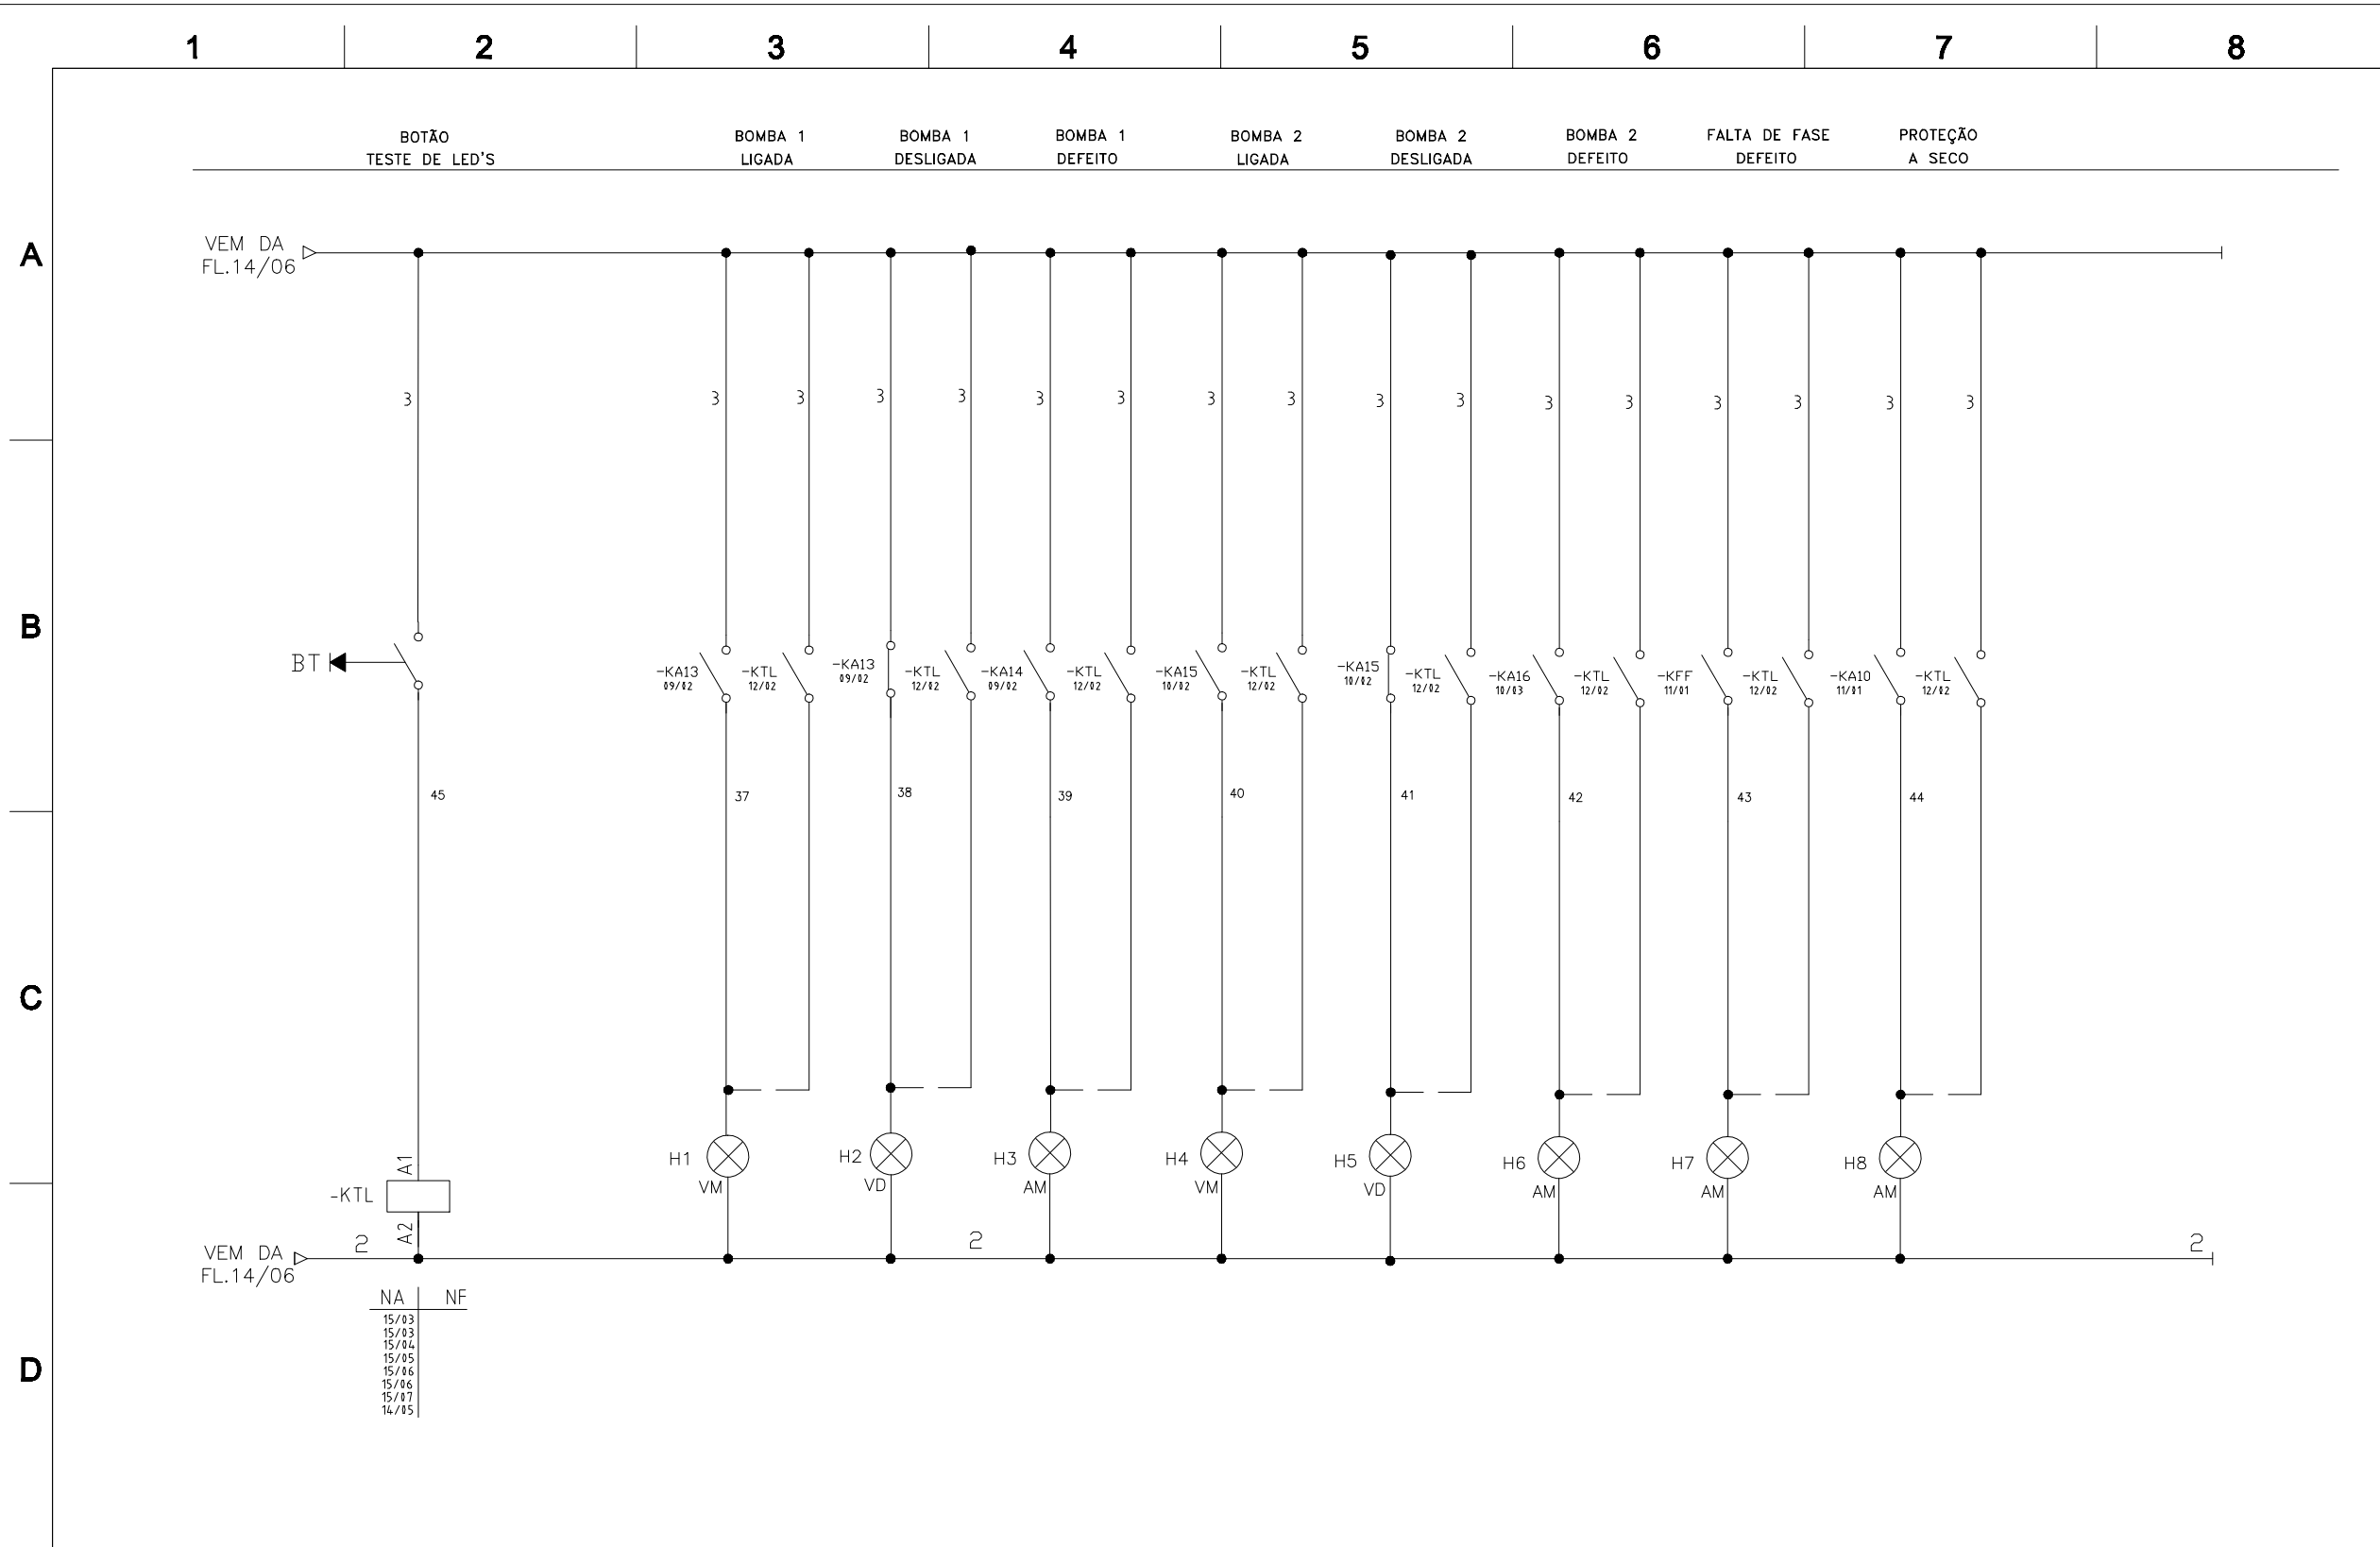 1 2 3 4 5 6 7 8
BOTÃO BOMBA 1 BOMBA 1 BOMBA 1 BOMBA 2 BOMBA 2 BOMBA 2 FALTA DE FASE PROTEÇÃO
TESTE DE LED'S LIGADA DESLIGADA DEFEITO LIGADA DESLIGADA DEFEITO DEFEITO A SECO
A
VEM DA
FL.14/06
3 3 3 3 3 3 3 3 3 3 3 3 3 3 3 3 3
B
BT
-KA13 -KTL -KA13 -KTL -KA14 -KTL -KA15 -KTL -KA15 -KTL -KA16 -KTL -KFF -KTL -KA10 -KTL
09/02 12/02 09/02 12/02 09/02 12/02 10/02 12/02 10/02 12/02 10/03 12/02 11/01 12/02 11/01 12/02
45 37 38 39 40 41 42 43 44
C
A1
H1 H2 H3 H4 H5 H6 H7 H8
VM VD AM VM VD AM AM AM
-KTL
A2
2 2 2
VEM DA
FL.14/06
NA NF
15/03
15/03
15/04
15/05
15/06
15/06
15/07
14/05
D